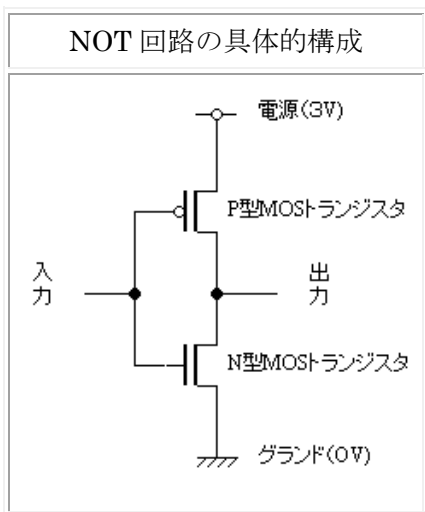 NOT 回路の具体的構成
電源(3V)
P型MOSトランジスタ
入力
出力
N型MOSトランジスタ
グランド(0V)